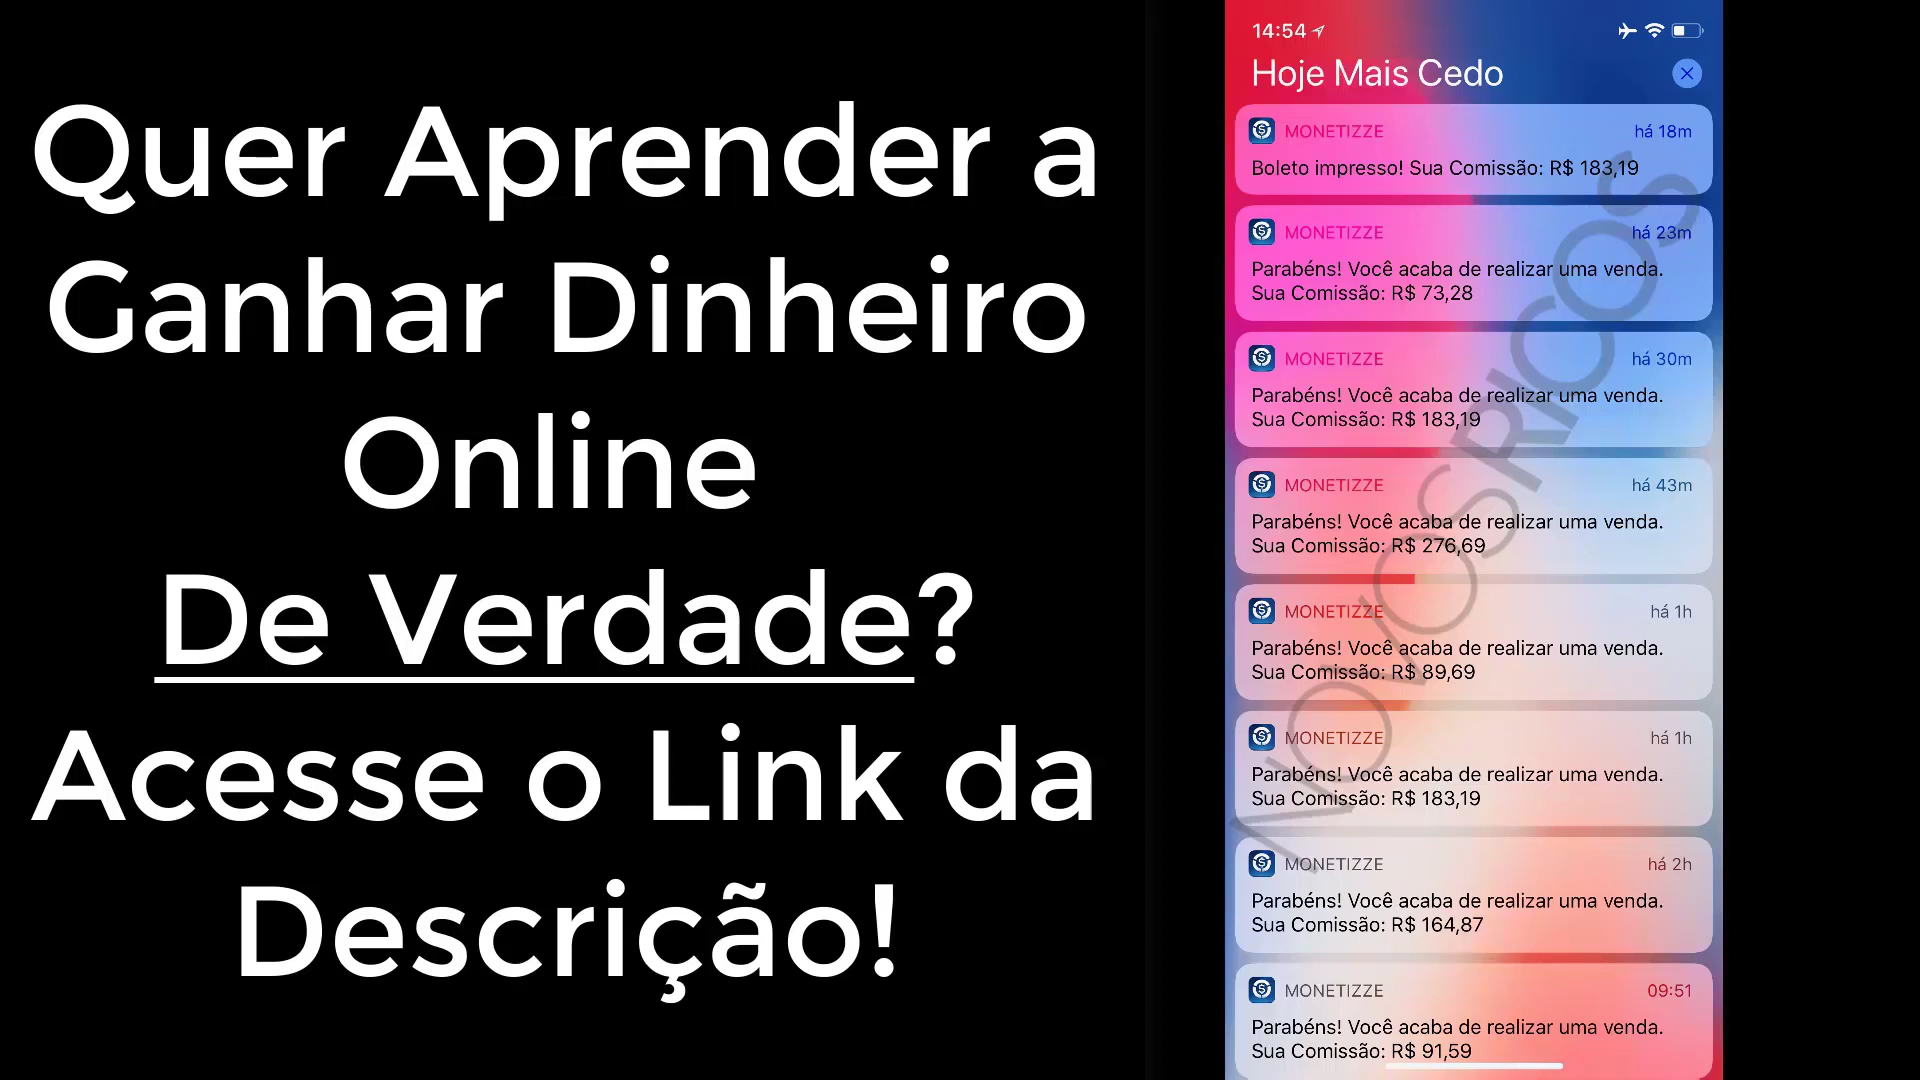 Quer Aprender a
Ganhar Dinheiro
Online
De Verdade?
Acesse o Link da
Descrição!
14:54
Hoje Mais Cedo
MONETIZZE há 18m
Boleto impresso! Sua Comissão: R$ 183,19
MONETIZZE há 23m
Parabéns! Você acaba de realizar uma venda.
Sua Comissão: R$ 73,28
MONETIZZE há 30m
Parabéns! Você acaba de realizar uma venda.
Sua Comissão: R$ 183,19
MONETIZZE há 43m
Parabéns! Você acaba de realizar uma venda.
Sua Comissão: R$ 276,69
MONETIZZE há 1h
Parabéns! Você acaba de realizar uma venda.
Sua Comissão: R$ 89,69
MONETIZZE há 1h
Parabéns! Você acaba de realizar uma venda.
Sua Comissão: R$ 183,19
MONETIZZE há 2h
Parabéns! Você acaba de realizar uma venda.
Sua Comissão: R$ 164,87
MONETIZZE 09:51
Parabéns! Você acaba de realizar uma venda.
Sua Comissão: R$ 91,59
NOVOSRICOS